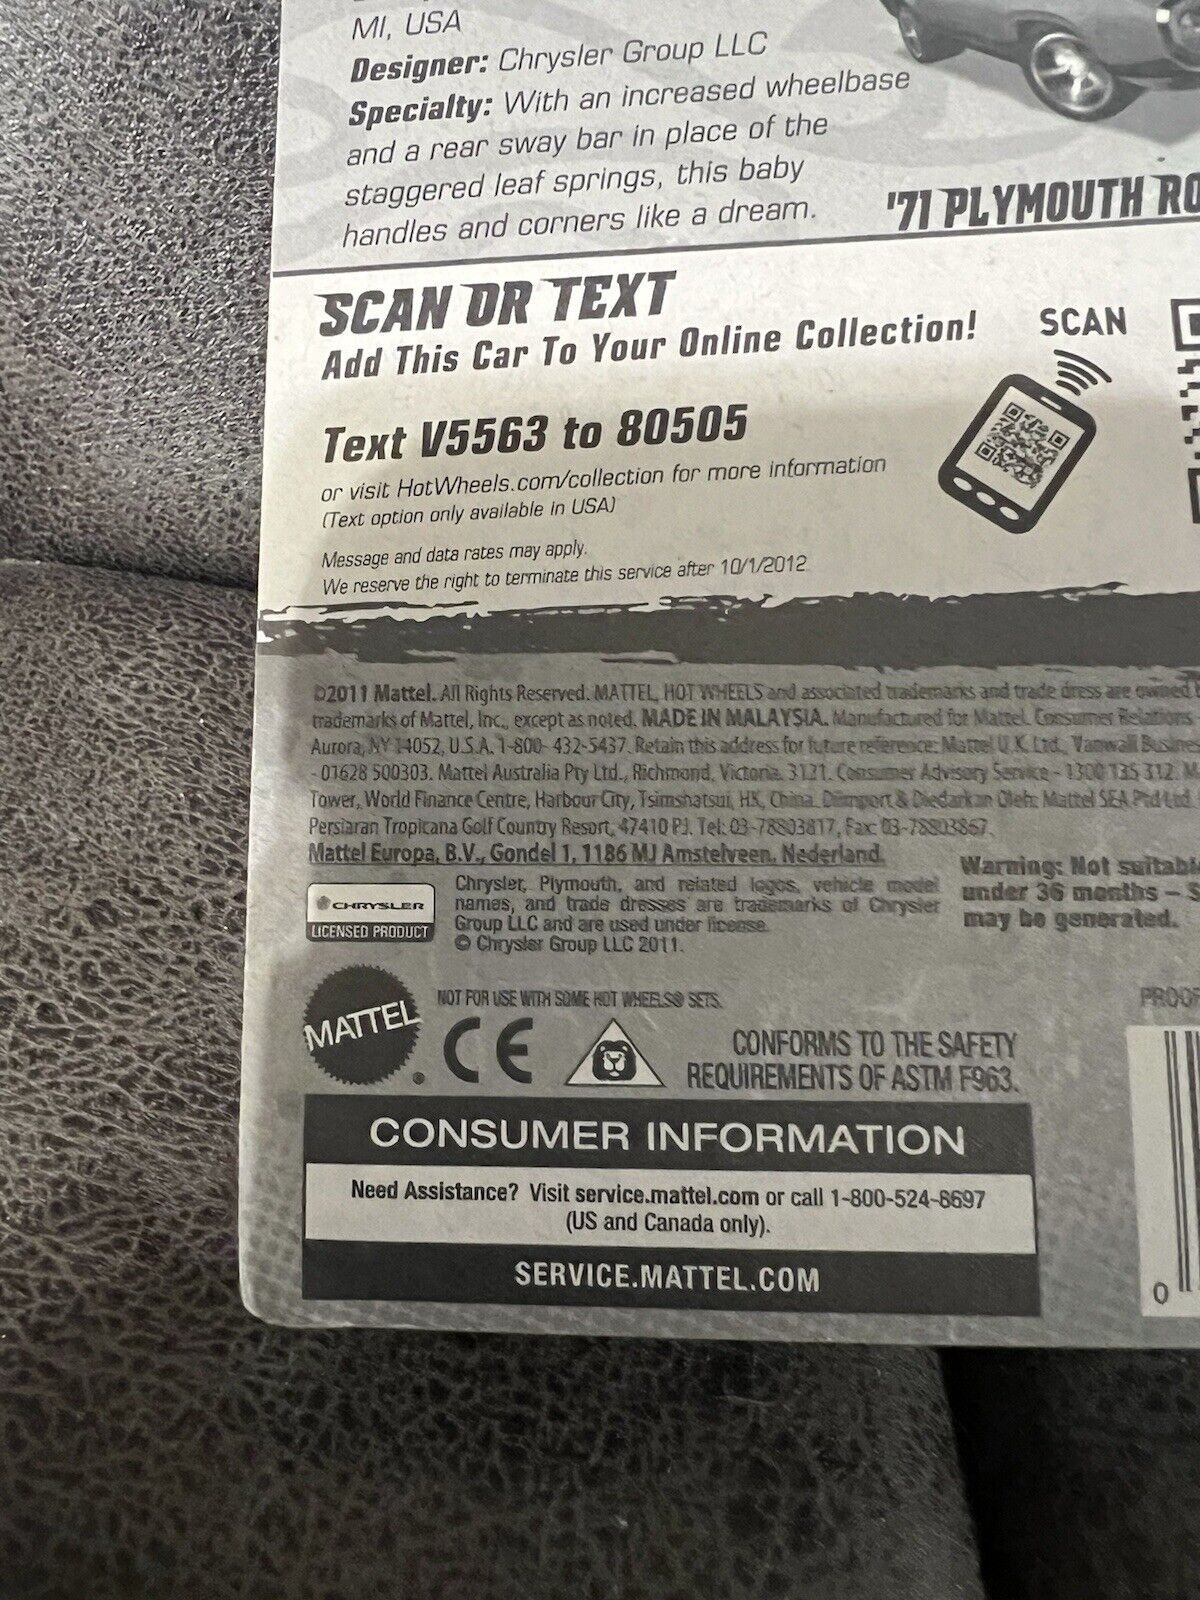 MI, USA
Designer: Chrysler Group LLC
Specialty: With an increased wheelbase
and a rear sway bar in place of the
staggered leaf springs, this baby
handles and corners like a dream.
'71 PLYMOUTH RO
SCAN OR TEXT
Add This Car To Your Online Collection!
SCAN
Text V5563 to 80505
or visit HotWheels.com/collection for more information
(Text option only available in USA)
Message and data rates may apply.
We reserve the right to terminate this service after 10/1/2012
©2011 Mattel. All Rights Reserved. MATTEL, HOT WHEELS and associated trademarks and trade dress are owned
trademarks of Mattel, Inc., except as noted. MADE IN MALAYSIA. Manufactured for Mattel. Consumer Relations
Aurora, NY 14052, U.S.A. 1-800- 432-5437. Retain this address for future reference: Mattel U.K. Ltd., Vanwall Busine
- 01628 500303. Mattel Australia Pty Ltd., Richmond, Victoria. 3121. Consumer Advisory Service - 1300 135 312. M
Tower, World Finance Centre, Harbour City, Tsimshatsui, HK, China. Diimport & Diedarkan Oleh: Mattel SEA Ptd Ltd.
Persiaran Tropicana Golf Country Resort, 47410 PJ. Tel: 03-78803817, Fax: 03-78803867.
Mattel Europa, B.V., Gondel 1, 1186 MJ Amstelveen, Nederland.
Warning: Not suitabl
under 36 months – S
may be generated.
CHRYSLER
LICENSED PRODUCT
Chrysler, Plymouth, and related logos, vehicle model
names, and trade dresses are trademarks of Chrysler
Group LLC and are used under license.
© Chrysler Group LLC 2011.
MATTEL
NOT FOR USE WITH SOME HOT WHEELS® SETS.
CE
CONFORMS TO THE SAFETY
REQUIREMENTS OF ASTM F963.
PROOF
0
CONSUMER INFORMATION
Need Assistance? Visit service.mattel.com or call 1-800-524-8697
(US and Canada only).
SERVICE.MATTEL.COM